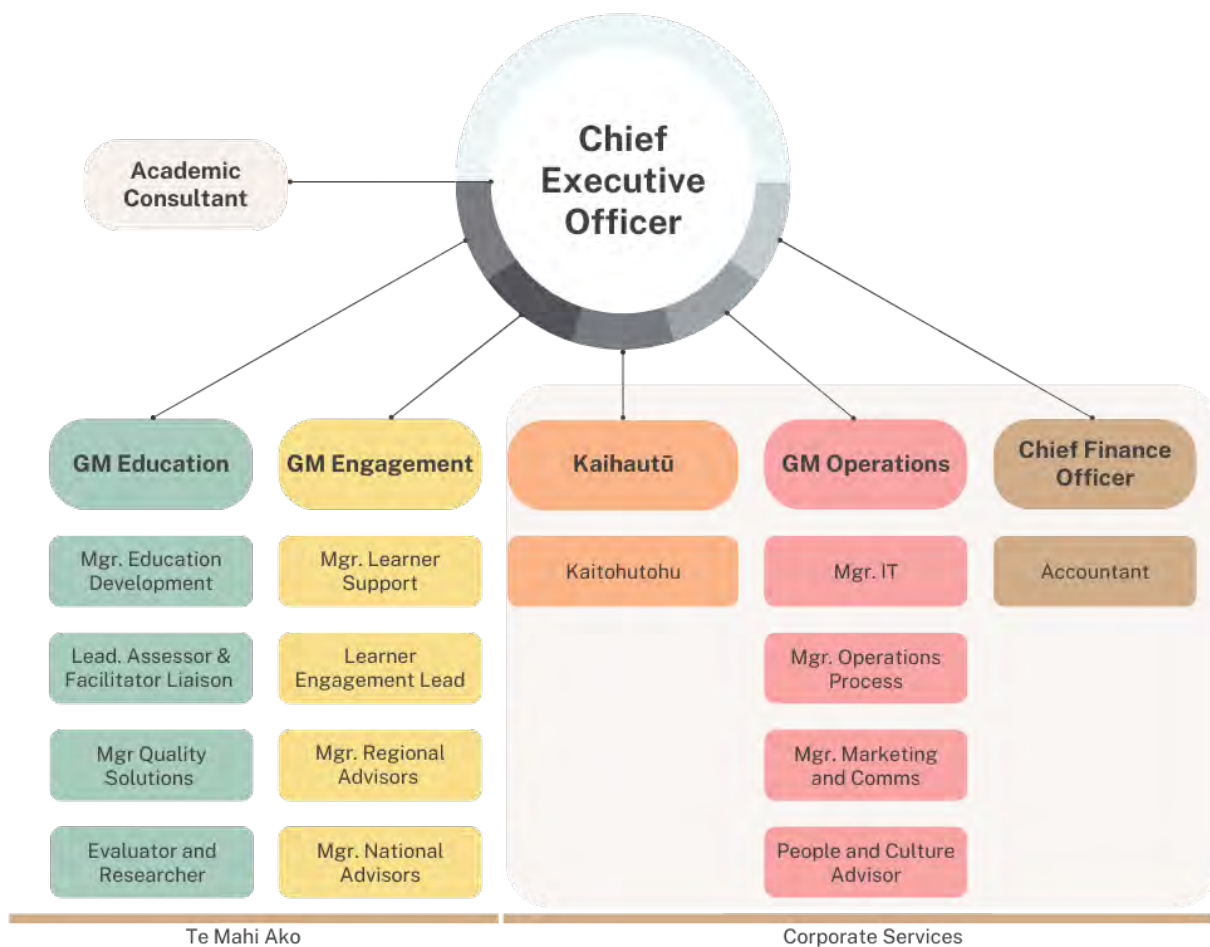 Chief
Executive
Officer
Academic
Consultant
GM Education
GM Engagement
Kaihautū
GM Operations
Chief Finance
Officer
Mgr. Education
Development
Mgr. Learner
Support
Kaitohutohu
Mgr. IT
Accountant
Lead. Assessor &
Facilitator Liaison
Learner
Engagement Lead
Mgr. Operations
Process
Mgr Quality
Solutions
Mgr. Regional
Advisors
Mgr. Marketing
and Comms
Evaluator and
Researcher
Mgr. National
Advisors
People and Culture
Advisor
Te Mahi Ako
Corporate Services